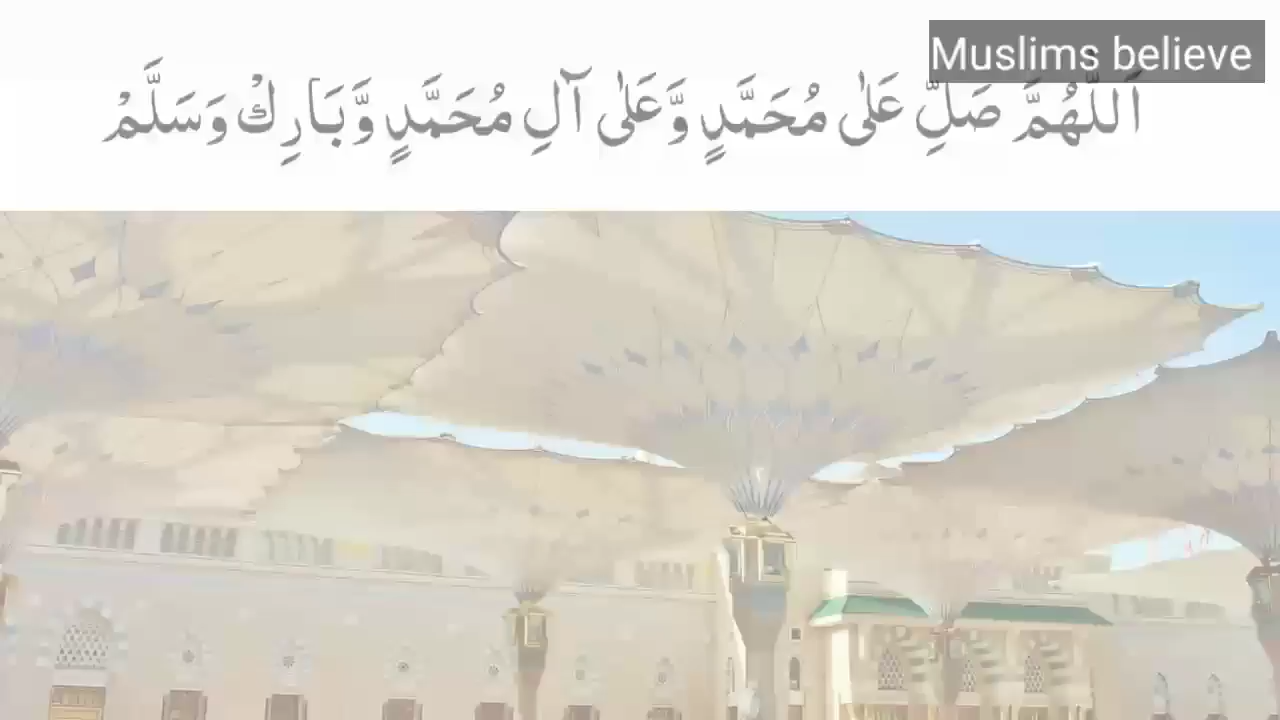 Muslims believe
اَللّٰهُمَّ صَلِّ عَلٰى مُحَمَّدٍ وَّعَلٰى آلِ مُحَمَّدٍ وَّبَارِكْ وَسَلَّمْ